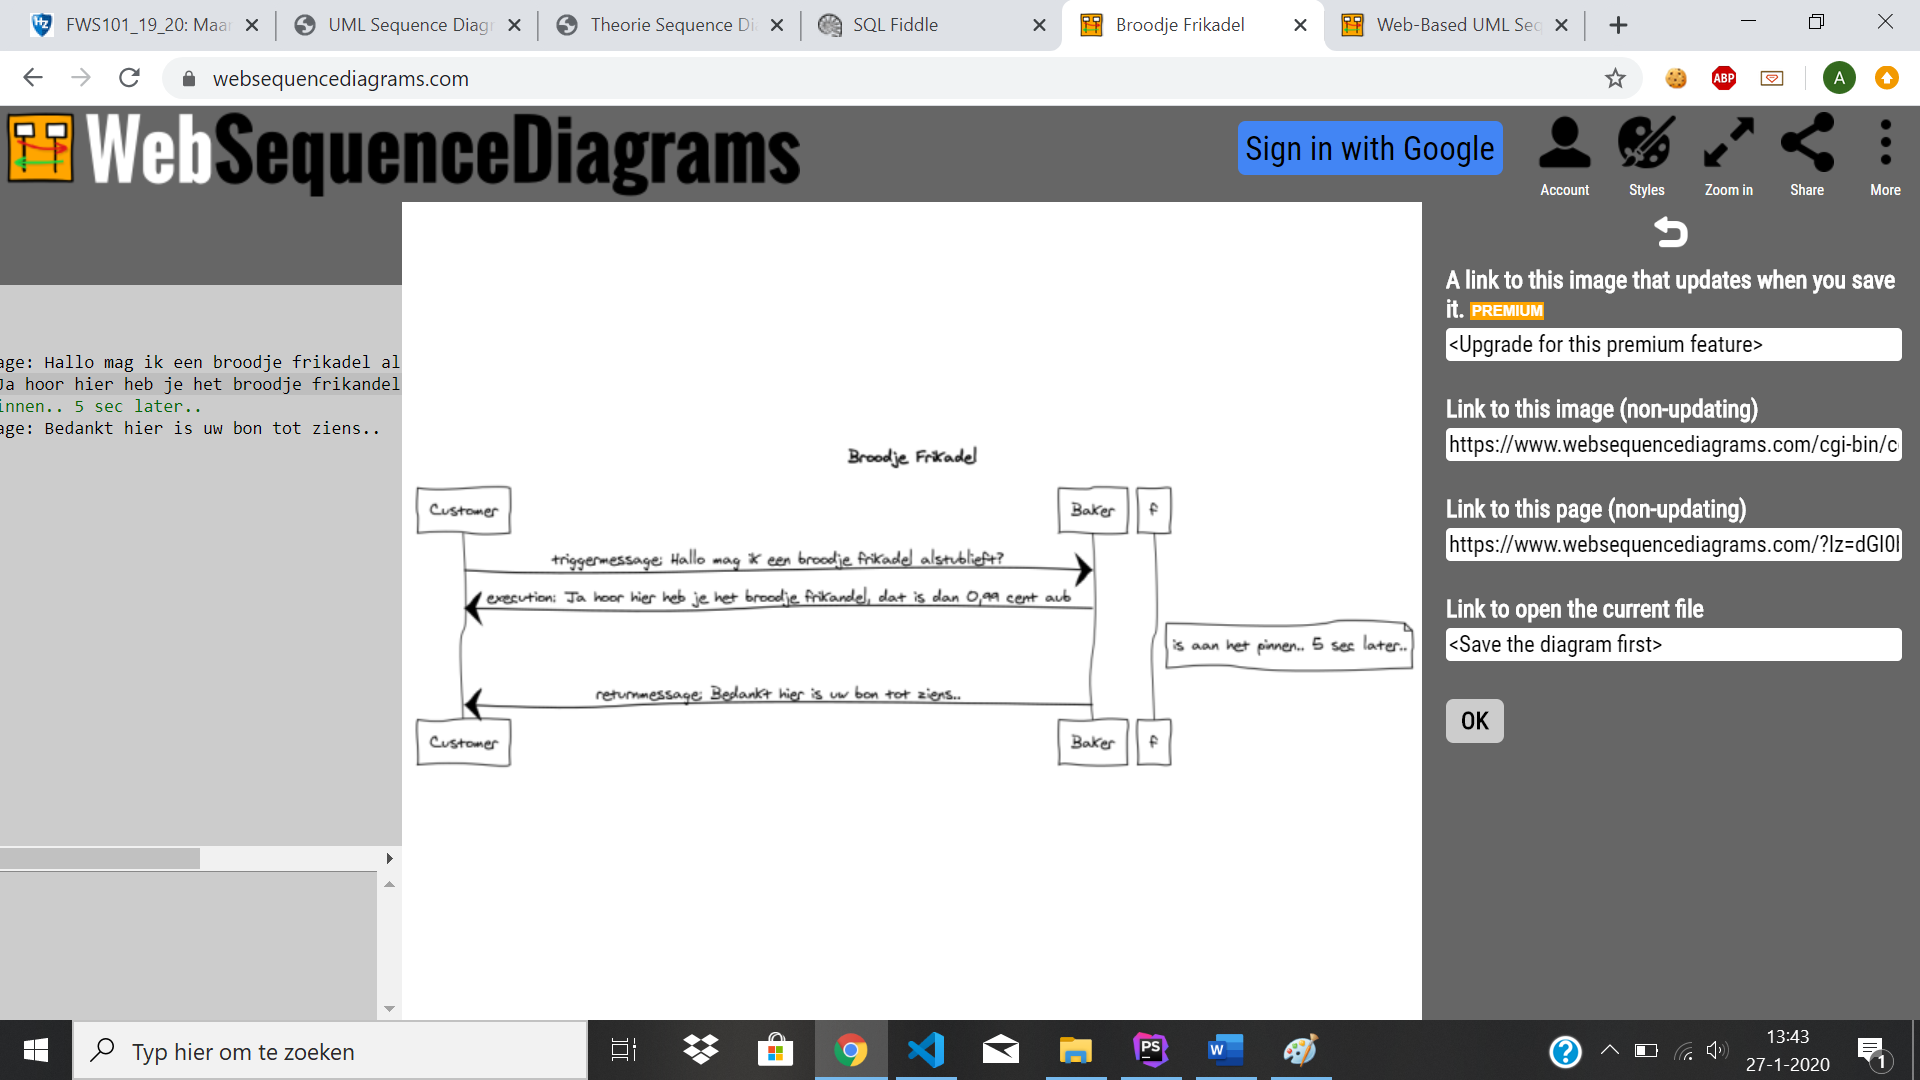 FWS101_19_20: Maar
UML Sequence Diagr
Theorie Sequence Di
SQL Fiddle
Broodje Frikadel
Web-Based UML Seq
websequencediagrams.com
ABP
A
WebSequenceDiagrams
Sign in with Google
Account
Styles
Zoom in
Share
More
age: Hallo mag ik een broodje frikadel al
Ja hoor hier heb je het broodje frikandel
innen.. 5 sec later..
age: Bedankt hier is uw bon tot ziens..
Broodje Frikadel
Customer
Baker
f
triggermessage: Hallo mag ik een broodje frikadel alstublieft?
execution: Ja hoor hier heb je het broodje frikandel, dat is dan 0,99 cent aub
is aan het pinnen.. 5 sec later..
returnmessage: Bedankt hier is uw bon tot ziens..
Customer
Baker
f
A link to this image that updates when you save
it. PREMIUM
<Upgrade for this premium feature>
Link to this image (non-updating)
https://www.websequencediagrams.com/cgi-bin/c
Link to this page (non-updating)
https://www.websequencediagrams.com/?lz=dGl0
Link to open the current file
<Save the diagram first>
OK
Typ hier om te zoeken
PS
W
?
13:43
27-1-2020
1